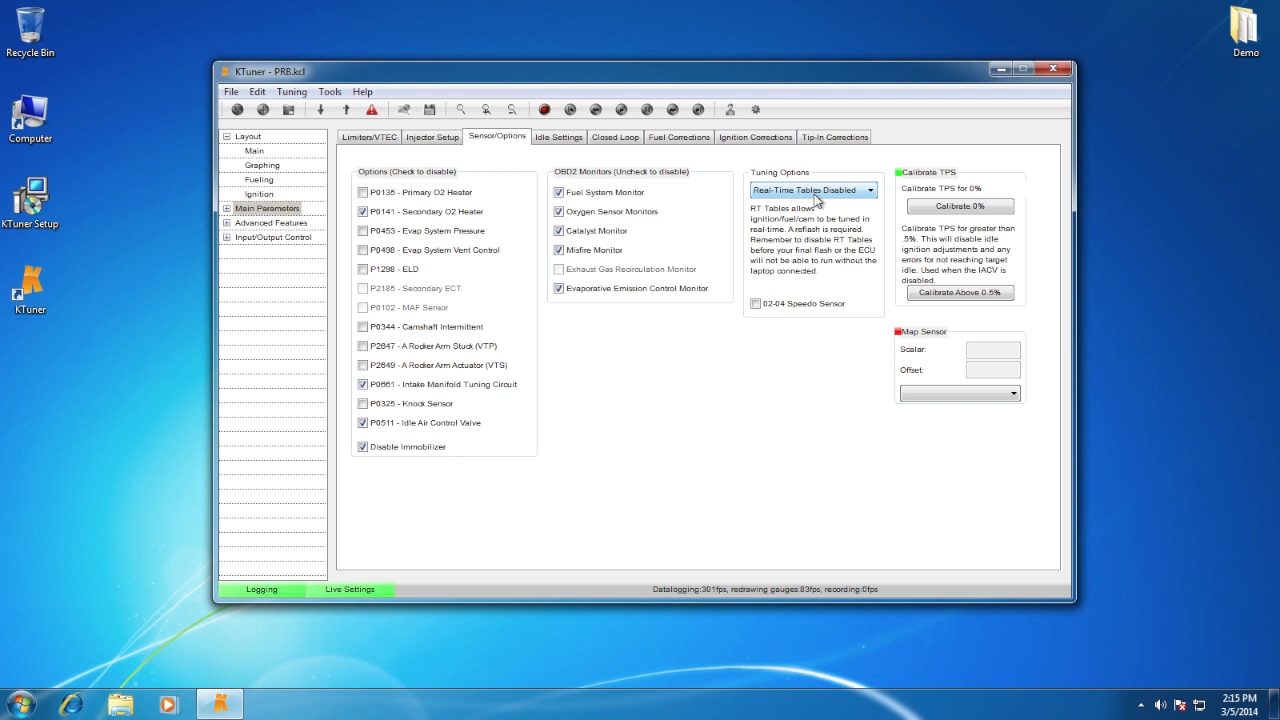 Recycle Bin
Computer
KTuner Setup
KTuner
Demo
KTuner - PRB.kcl
File Edit Tuning Tools Help
Layout
Main
Graphing
Fueling
Ignition
Main Parameters
Advanced Features
Input/Output Control
Limiters/VTEC Injector Setup Sensor/Options Idle Settings Closed Loop Fuel Corrections Ignition Corrections Tip-In Corrections
Options (Check to disable)
P0135 - Primary O2 Heater
P0141 - Secondary O2 Heater
P0453 - Evap System Pressure
P0498 - Evap System Vent Control
P1298 - ELD
P2185 - Secondary ECT
P0102 - MAF Sensor
P0344 - Camshaft Intermittent
P2647 - A Rocker Arm Stuck (VTP)
P2649 - A Rocker Arm Actuator (VTS)
P0661 - Intake Manifold Tuning Circuit
P0325 - Knock Sensor
P0511 - Idle Air Control Valve
Disable Immobilizer
OBD2 Monitors (Uncheck to disable)
Fuel System Monitor
Oxygen Sensor Monitors
Catalyst Monitor
Misfire Monitor
Exhaust Gas Recirculation Monitor
Evaporative Emission Control Monitor
Tuning Options
Real-Time Tables Disabled
RT Tables allows
ignition/fuel/cam to be tuned in
real-time. A reflash is required.
Remember to disable RT Tables
before your final flash or the ECU
will not be able to run without the
laptop connected.
02-04 Speedo Sensor
Calibrate TPS
Calibrate TPS for 0%
Calibrate 0%
Calibrate TPS for greater than
.5%. This will disable idle
ignition adjustments and any
errors for not reaching target
idle. Used when the IACV is
disabled.
Calibrate Above 0.5%
Map Sensor
Scalar:
Offset:
Logging Live Settings Datalogging:301fps, redrawing gauges:83fps, recording:0fps
2:15 PM
3/5/2014